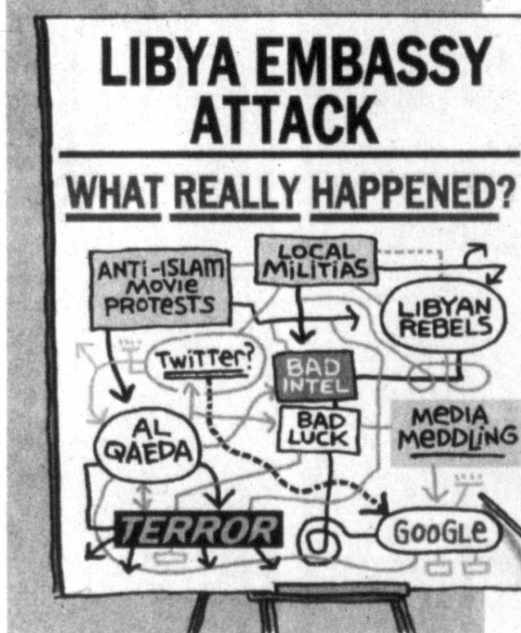 LIBYA EMBASSY
ATTACK
WHAT REALLY HAPPENED?
ANTI-ISLAM
MOVIE
PROTESTS
LOCAL
MILITIAS
LIBYAN
REBELS
TWITTER?
BAD
INTEL
BAD
LUCK
MEDIA
MEDDLING
AL
QAEDA
TERROR
GOOGLE